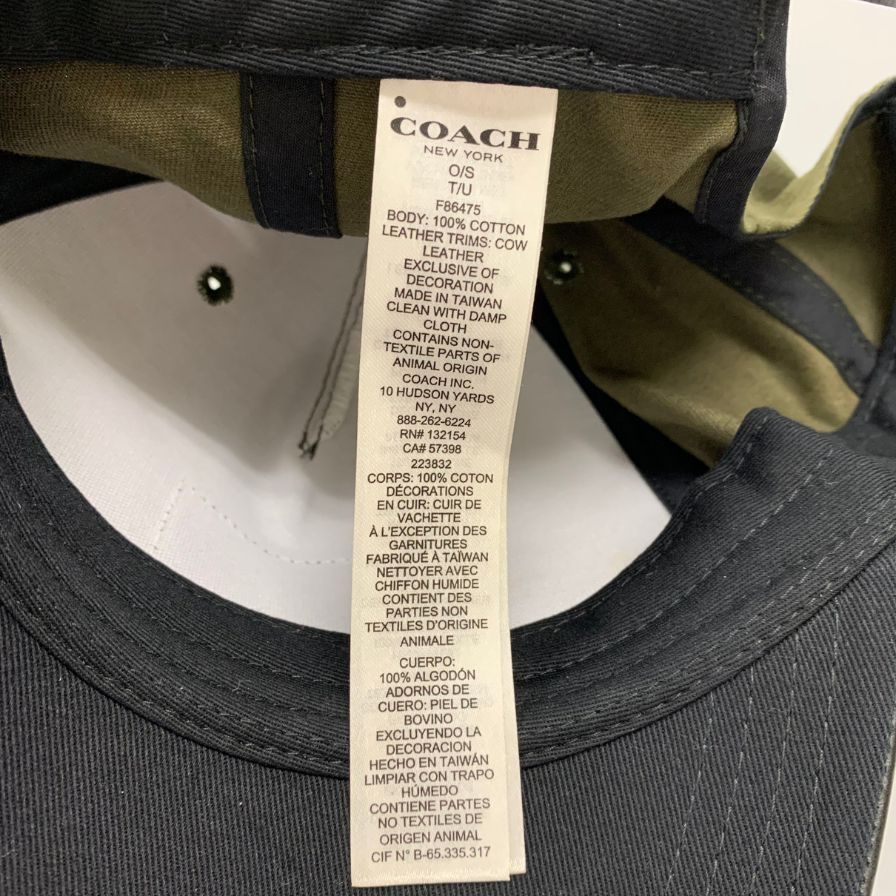 COACH
NEW YORK
O/S
T/U
F86475
BODY: 100% COTTON
LEATHER TRIMS: COW
LEATHER
EXCLUSIVE OF
DECORATION
MADE IN TAIWAN
CLEAN WITH DAMP
CLOTH
CONTAINS NON-
TEXTILE PARTS OF
ANIMAL ORIGIN
COACH INC.
10 HUDSON YARDS
NY, NY
888-262-6224
RN# 132154
CA# 57398
223832
CORPS: 100% COTON
DÉCORATIONS
EN CUIR: CUIR DE
VACHETTE
À L'EXCEPTION DES
GARNITURES
FABRIQUÉ À TAÏWAN
NETTOYER AVEC
CHIFFON HUMIDE
CONTIENT DES
PARTIES NON
TEXTILES D'ORIGINE
ANIMALE
CUERPO:
100% ALGODÓN
ADORNOS DE
CUERO: PIEL DE
BOVINO
EXCLUYENDO LA
DECORACION
HECHO EN TAIWÁN
LIMPIAR CON TRAPO
HÚMEDO
CONTIENE PARTES
NO TEXTILES DE
ORIGEN ANIMAL
CIF N° B-65.335.317